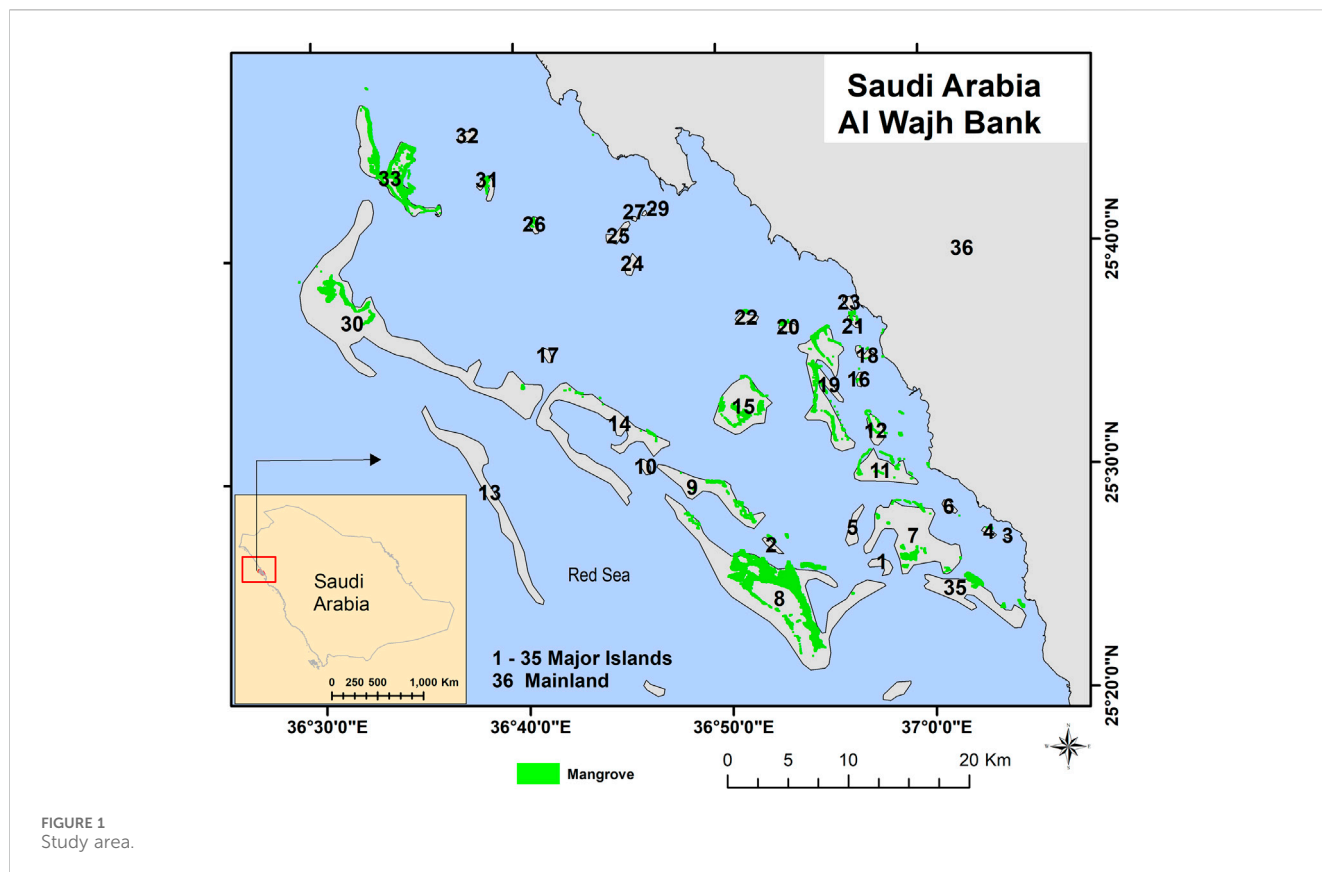 Saudi Arabia
Al Wajh Bank
32
33
31
27 29
26
25
36
24
23
30
22
20
21
17
18
16
19
15
14
12
10
11
13
9
6
5
4
3
7
2
1
Red Sea
8
35
Saudi
Arabia
0 250 500 1,000 Km
1 - 35 Major Islands
36 Mainland
25°40'0"N
25°30'0"N
25°20'0"N
36°30'0"E
36°40'0"E
36°50'0"E
37°0'0"E
N
W
E
S
Mangrove
0 5 10 20 Km
FIGURE 1
Study area.